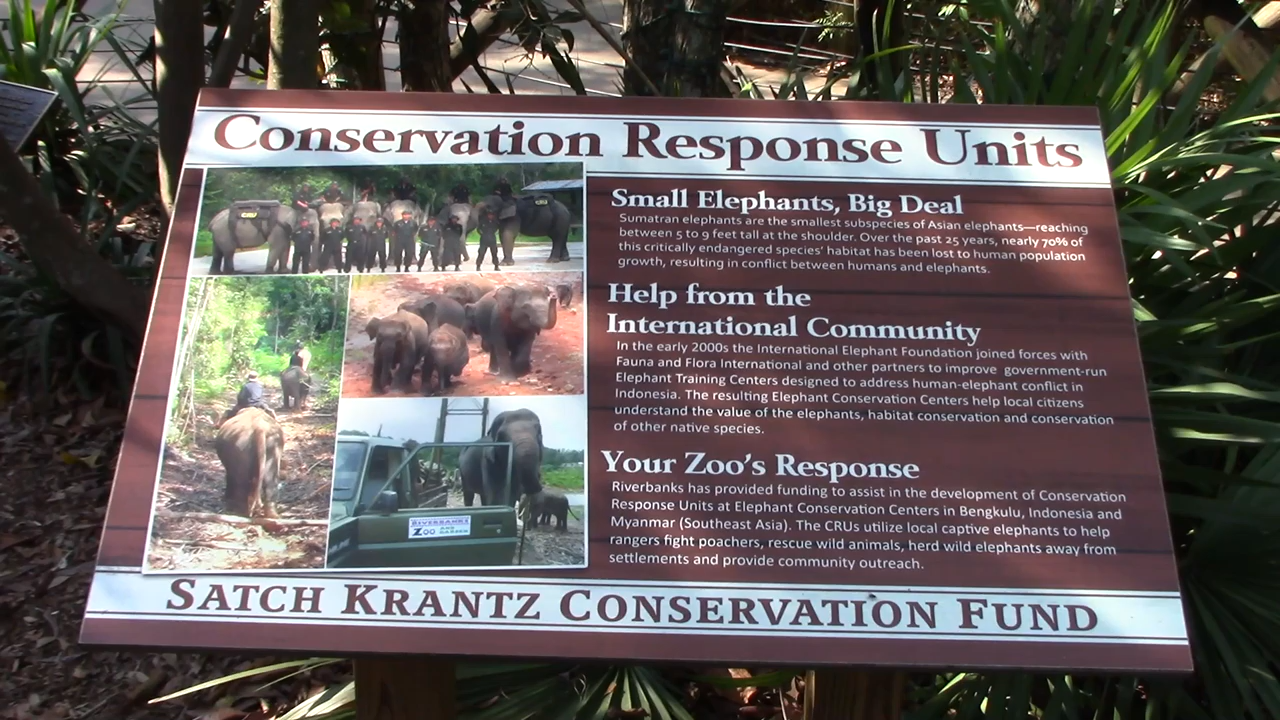 Conservation Response Units
Small Elephants, Big Deal
Sumatran elephants are the smallest subspecies of Asian elephants—reaching
between 5 to 9 feet tall at the shoulder. Over the past 25 years, nearly 70% of
this critically endangered species' habitat has been lost to human population
growth, resulting in conflict between humans and elephants.
Help from the
International Community
In the early 2000s the International Elephant Foundation joined forces with
Fauna and Flora International and other partners to improve government-run
Elephant Training Centers designed to address human-elephant conflict in
Indonesia. The resulting Elephant Conservation Centers help local citizens
understand the value of the elephants, habitat conservation and conservation
of other native species.
Your Zoo's Response
Riverbanks has provided funding to assist in the development of Conservation
Response Units at Elephant Conservation Centers in Bengkulu, Indonesia and
Myanmar (Southeast Asia). The CRUs utilize local captive elephants to help
rangers fight poachers, rescue wild animals, herd wild elephants away from
settlements and provide community outreach.
RIVERBANKS
ZOO AND GARDEN
SATCH KRANTZ CONSERVATION FUND